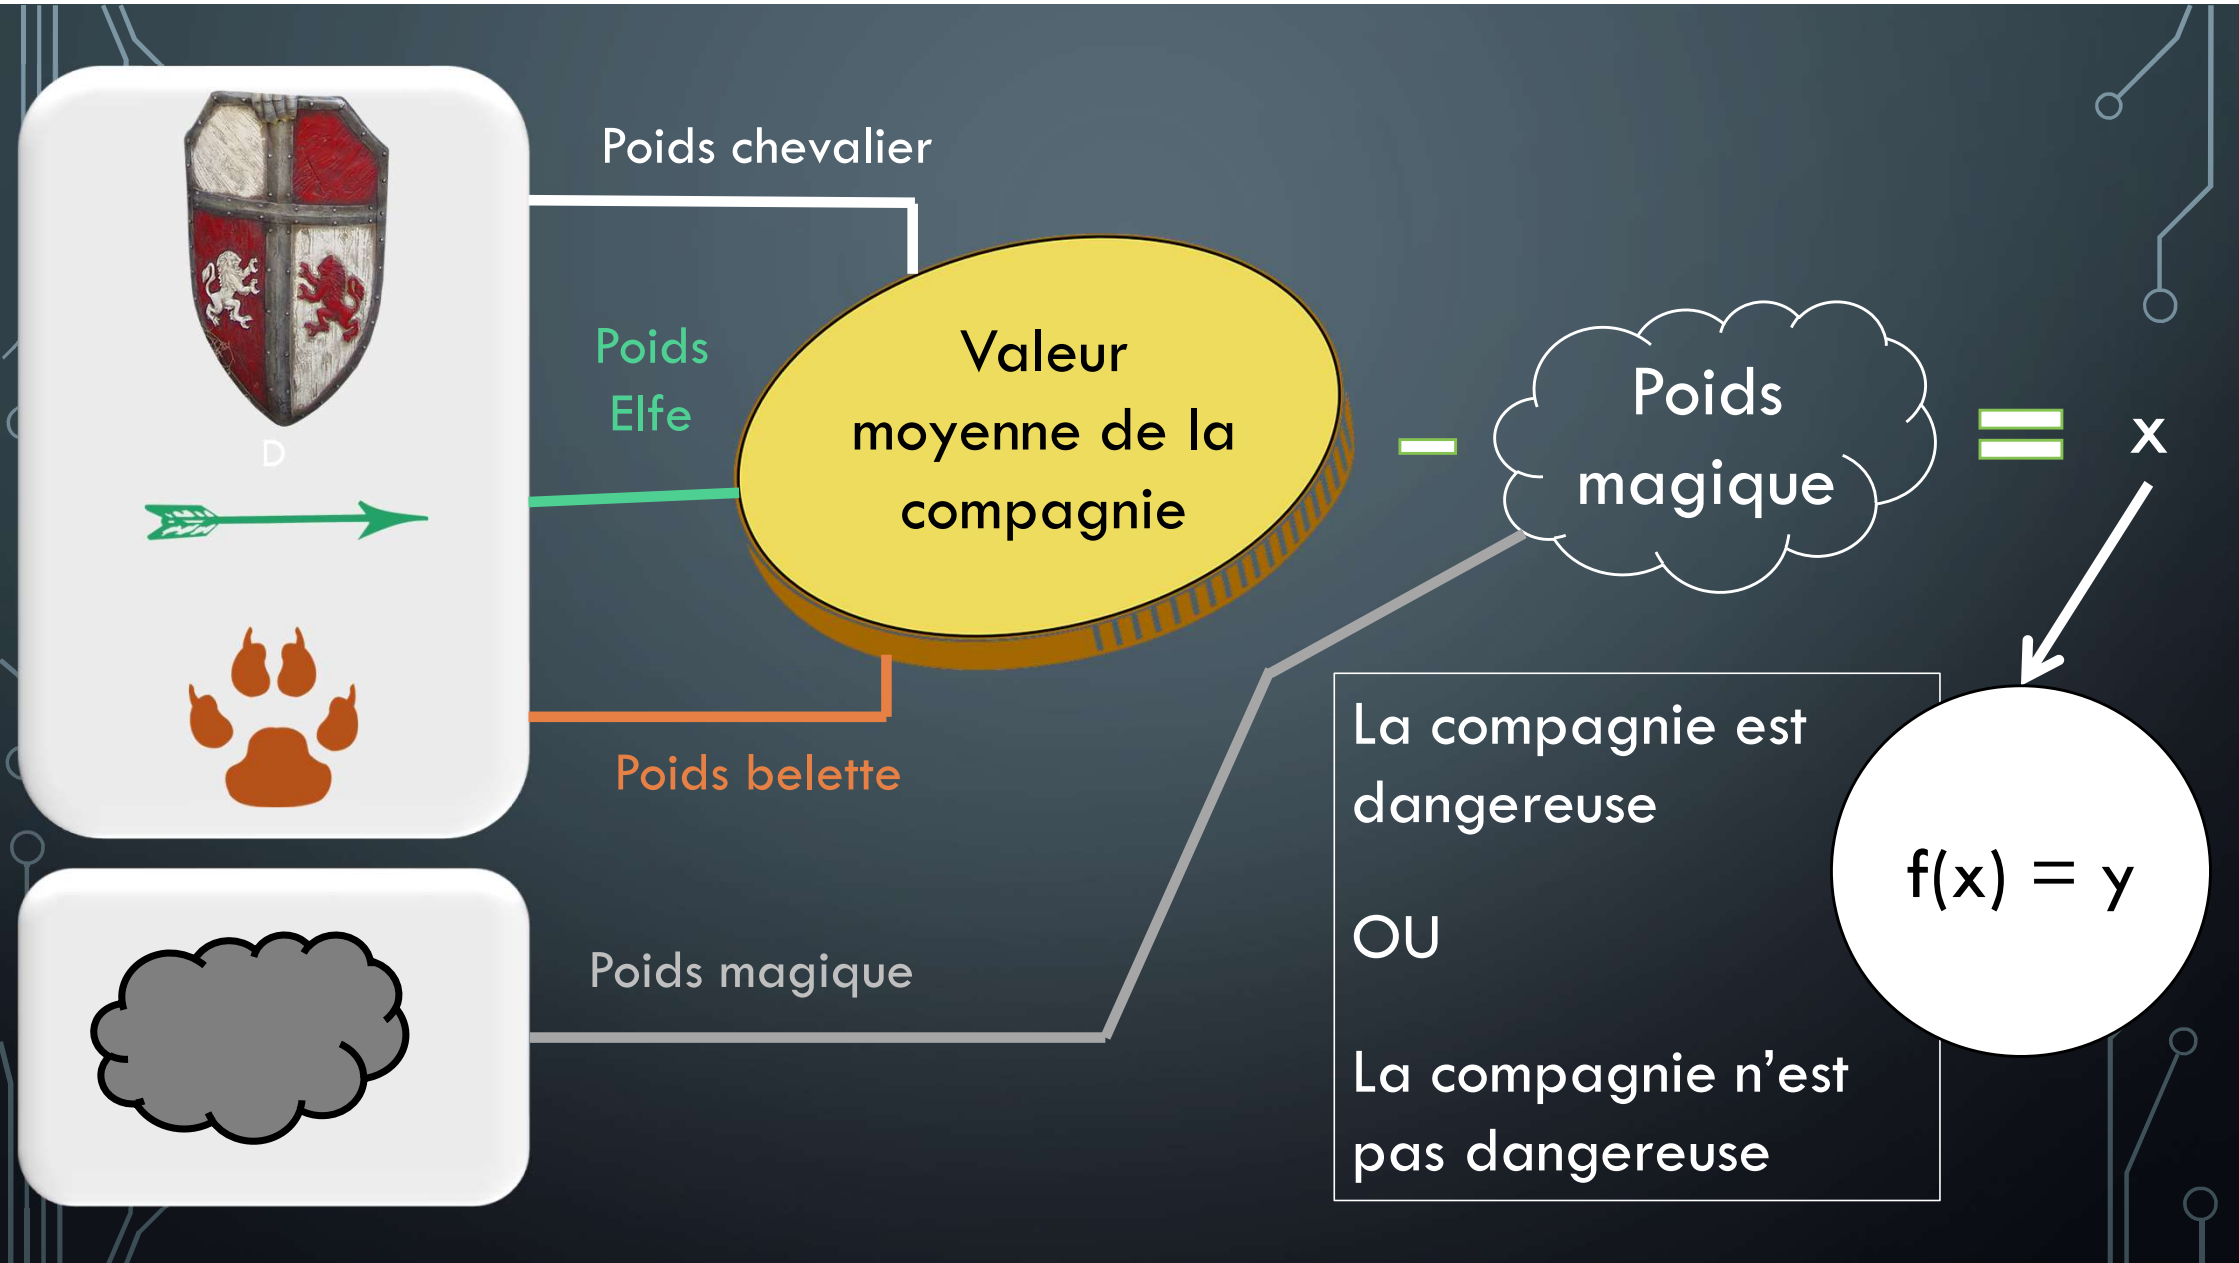 Poids chevalier
D
Poids
Elfe
Poids belette
Poids magique
Valeur
moyenne de la
compagnie
-
Poids
magique
=
x
La compagnie est
dangereuse
OU
La compagnie n’est
pas dangereuse
f(x) = y